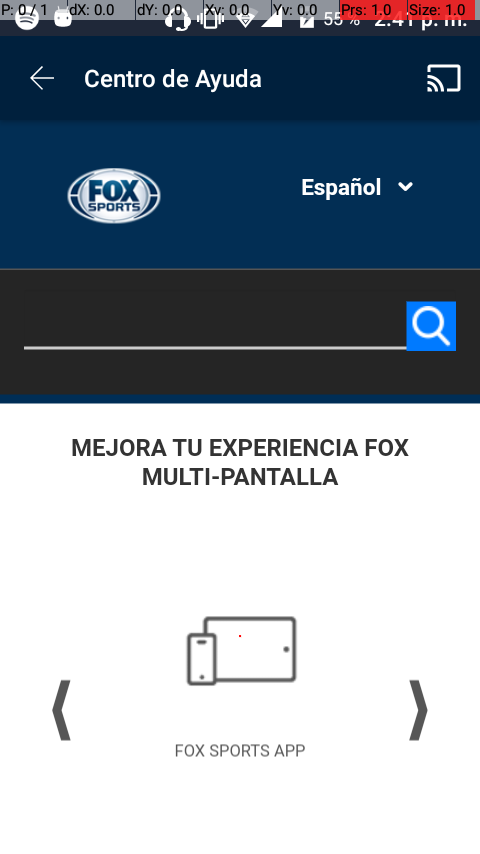 P: 0 / 1 dX: 0.0 dY: 0.0 Xv: 0.0 Yv: 0.0 Prs: 1.0 Size: 1.0
55 % 2:41 p. m.
Centro de Ayuda
FOX
SPORTS
Español
MEJORA TU EXPERIENCIA FOX
MULTI-PANTALLA
FOX SPORTS APP